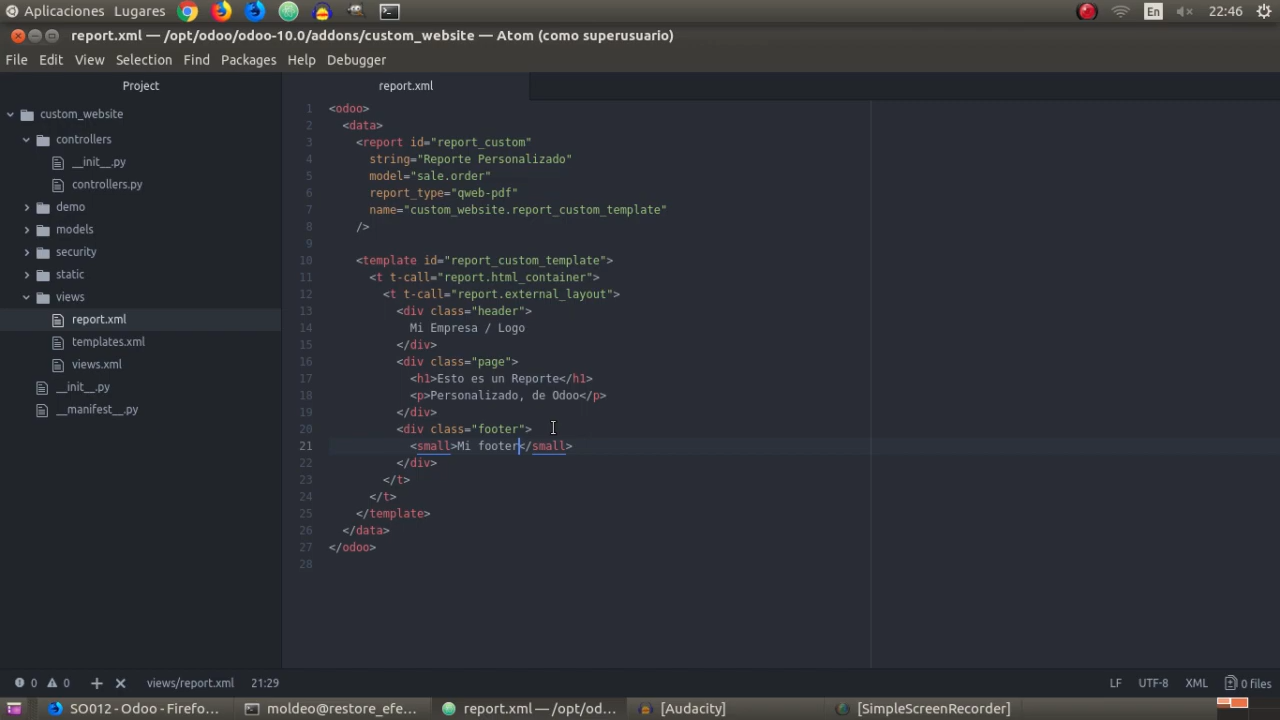 Aplicaciones Lugares En 22:46
report.xml — /opt/odoo/odoo-10.0/addons/custom_website — Atom (como superusuario)
File Edit View Selection Find Packages Help Debugger
Project
report.xml
custom_website
controllers
__init__.py
controllers.py
demo
models
security
static
views
report.xml
templates.xml
views.xml
__init__.py
__manifest__.py
1 <odoo>
2 <data>
3 <report id="report_custom"
4 string="Reporte Personalizado"
5 model="sale.order"
6 report_type="qweb-pdf"
7 name="custom_website.report_custom_template"
8 />
9
10 <template id="report_custom_template">
11 <t t-call="report.html_container">
12 <t t-call="report.external_layout">
13 <div class="header">
14 Mi Empresa / Logo
15 </div>
16 <div class="page">
17 <h1>Esto es un Reporte</h1>
18 <p>Personalizado, de Odoo</p>
19 </div>
20 <div class="footer">
21 <small>Mi footer</small>
22 </div>
23 </t>
24 </t>
25 </template>
26 </data>
27 </odoo>
28
0 0 views/report.xml 21:29 LF UTF-8 XML 0 files
SO012 - Odoo - Firefo... moldeo@restore_efe... report.xml — /opt/od... [Audacity] [SimpleScreenRecorder]